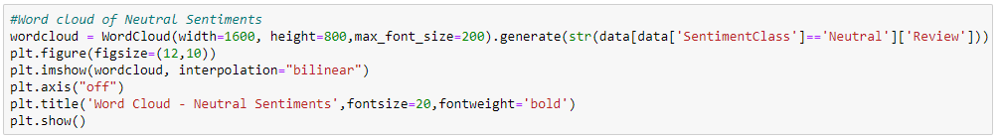 #Word cloud of Neutral Sentiments
wordcloud = WordCloud(width=1600, height=800,max_font_size=200).generate(str(data[data['SentimentClass']=='Neutral']['Review']))
plt.figure(figsize=(12,10))
plt.imshow(wordcloud, interpolation="bilinear")
plt.axis("off")
plt.title('Word Cloud - Neutral Sentiments',fontsize=20,fontweight='bold')
plt.show()